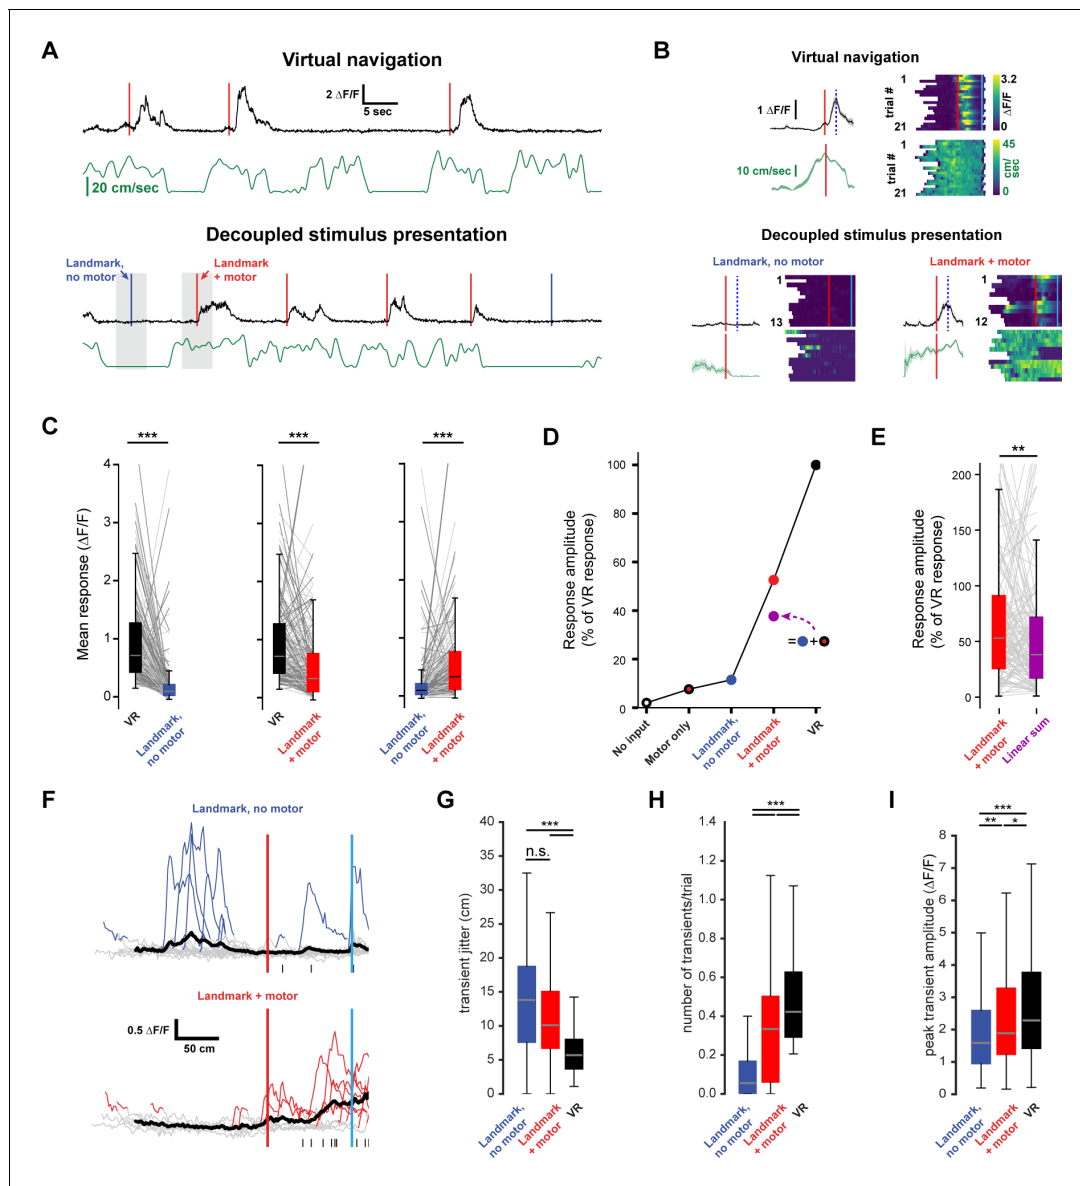 A
Virtual navigation
2 ΔF/F
5 sec
20 cm/sec
Decoupled stimulus presentation
Landmark,
no motor
Landmark
+ motor
B
Virtual navigation
1 ΔF/F
10 cm/sec
trial #
1
21
3.2
ΔF/F
0
trial #
1
21
45
cm/
sec
0
Decoupled stimulus presentation
Landmark, no motor
1
13
Landmark + motor
1
12
C
***
***
***
Mean response (ΔF/F)
4
3
2
1
0
VR
Landmark,
no motor
VR
Landmark
+ motor
Landmark,
no motor
Landmark
+ motor
D
Response amplitude
(% of VR response)
100
80
60
40
20
0
=
+
No input
Motor only
Landmark,
no motor
Landmark
+ motor
VR
E
**
Response amplitude
(% of VR response)
200
150
100
50
0
Landmark
+ motor
Linear sum
F
Landmark, no motor
Landmark + motor
0.5 ΔF/F
50 cm
G
***
n.s.
transient jitter (cm)
40
35
30
25
20
15
10
5
0
Landmark,
no motor
Landmark
+ motor
VR
H
***
number of transients/trial
1.4
1.2
1.0
0.8
0.6
0.4
0.2
0.0
Landmark,
no motor
Landmark
+ motor
VR
I
***
**
*
peak transient amplitude (ΔF/F)
8
7
6
5
4
3
2
1
0
Landmark,
no motor
Landmark
+ motor
VR